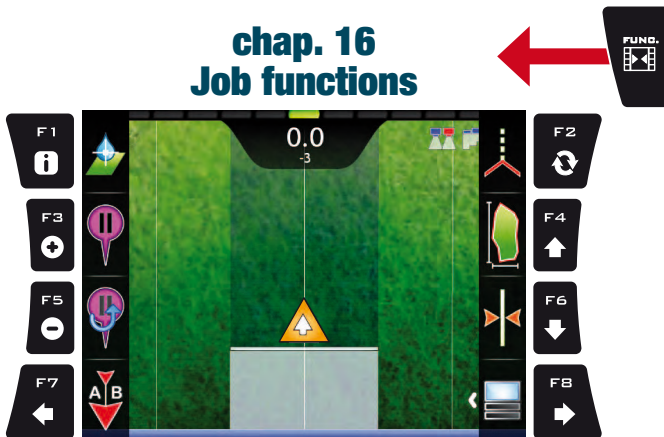 chap. 16
Job functions
FUNC.
F1
F2
0.0
-3
F3
F4
F5
F6
A B
F7
F8